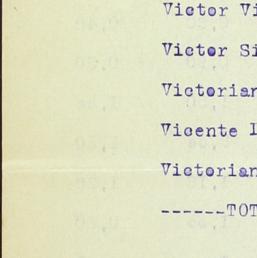 Victor Vi
Victor Si
Victorian
Vicente I
Victorian
------TOT